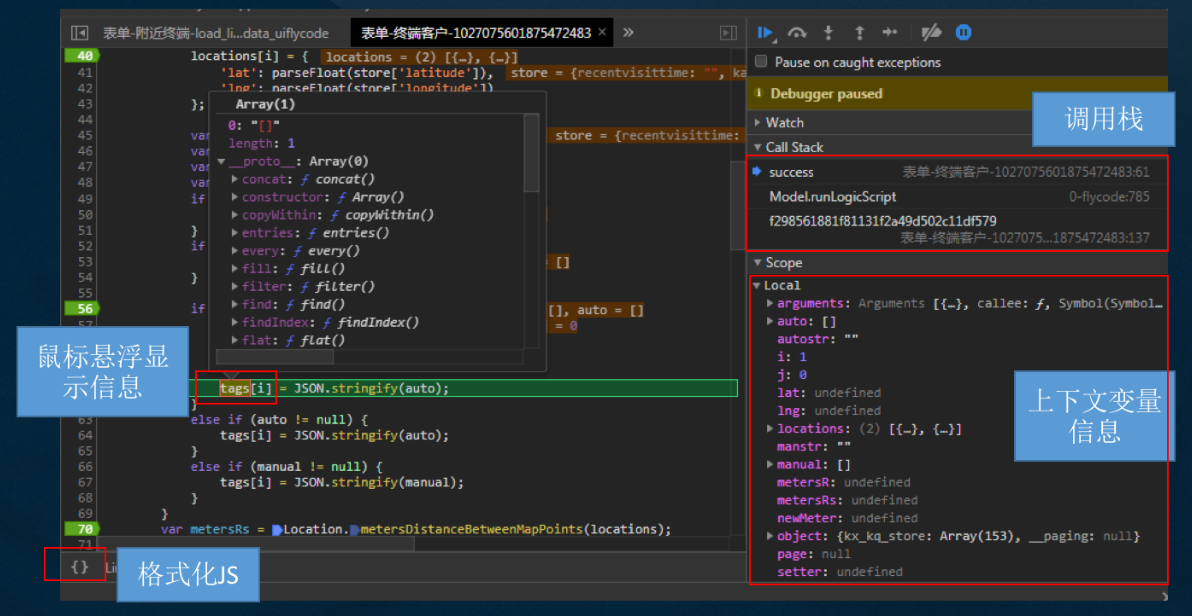 表单-附近终端-load_li...data_uiflycode
表单-终端客户-1027075601875472483 × »
40 locations[i] = { locations = (2) [{…}, {…}]
41 'lat': parseFloat(store['latitude']), store = {recentvisittime: "", ka
42 'lng': parseFloat(store['longitude'])
43 };
44
45 var store = {recentvisittime:
46 var
47 var
48 var
49 if
50
51 }
52 if
53 = []
54 }
55
56 if [], auto = []
57 = 0
Array(1)
0: "[]"
length: 1
▼ __proto__: Array(0)
▶ concat: ƒ concat()
▶ constructor: ƒ Array()
▶ copyWithin: ƒ copyWithin()
▶ entries: ƒ entries()
▶ every: ƒ every()
▶ fill: ƒ fill()
▶ filter: ƒ filter()
▶ find: ƒ find()
▶ findIndex: ƒ findIndex()
▶ flat: ƒ flat()
鼠标悬浮显
示信息
tags[i] = JSON.stringify(auto);
}
63 else if (auto != null) {
64 tags[i] = JSON.stringify(auto);
65 }
66 else if (manual != null) {
67 tags[i] = JSON.stringify(manual);
68 }
69 }
70 var metersRs = Location.metersDistanceBetweenMapPoints(locations);
71
{} Li
格式化JS
Pause on caught exceptions
Debugger paused
▶ Watch
调用栈
▼ Call Stack
success 表单-终端客户-1027075601875472483:61
Model.runLogicScript 0-flycode:785
f298561881f81131f2a49d502c11df579
表单-终端客户-1027075...1875472483:137
▼ Scope
▼ Local
▶ arguments: Arguments [{…}, callee: ƒ, Symbol(Symbol…
▶ auto: []
autostr: ""
i: 1
j: 0
lat: undefined
lng: undefined
▶ locations: (2) [{…}, {…}]
manstr: ""
▶ manual: []
metersR: undefined
metersRs: undefined
newMeter: undefined
▶ object: {kx_kq_store: Array(153), __paging: null}
page: null
setter: undefined
上下文变量
信息